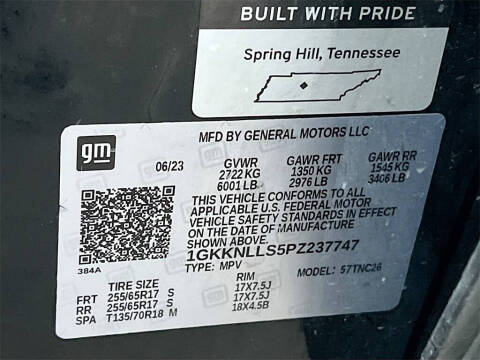 BUILT WITH PRIDE
Spring Hill, Tennessee
gm
MFD BY GENERAL MOTORS LLC
06/23 GVWR GAWR FRT GAWR RR
2722 KG 1350 KG 1545 KG
6001 LB 2976 LB 3406 LB
THIS VEHICLE CONFORMS TO ALL
APPLICABLE U.S. FEDERAL MOTOR
VEHICLE SAFETY STANDARDS IN EFFECT
ON THE DATE OF MANUFACTURE
SHOWN ABOVE.
1GKKNLLS5PZ237747
384A TYPE: MPV MODEL: 57TNC26
TIRE SIZE RIM
FRT 255/65R17 S 17X7.5J
RR 255/65R17 S 17X7.5J
SPA T135/70R18 M 18X4.5B